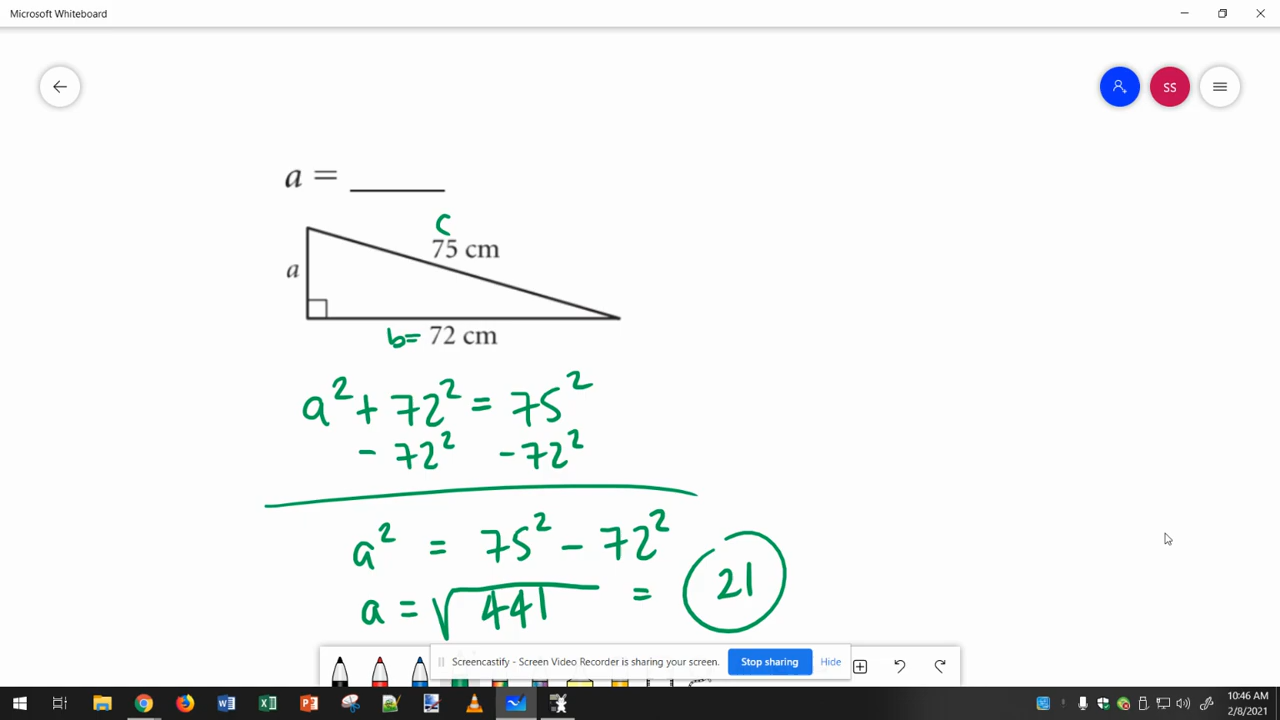 Microsoft Whiteboard
SS
a = ______
c
75 cm
a
b= 72 cm
a² + 72² = 75²
- 72² -72²
a² = 75² - 72²
a = √441 = 21
Screencastify - Screen Video Recorder is sharing your screen. Stop sharing Hide
10:46 AM
2/8/2021